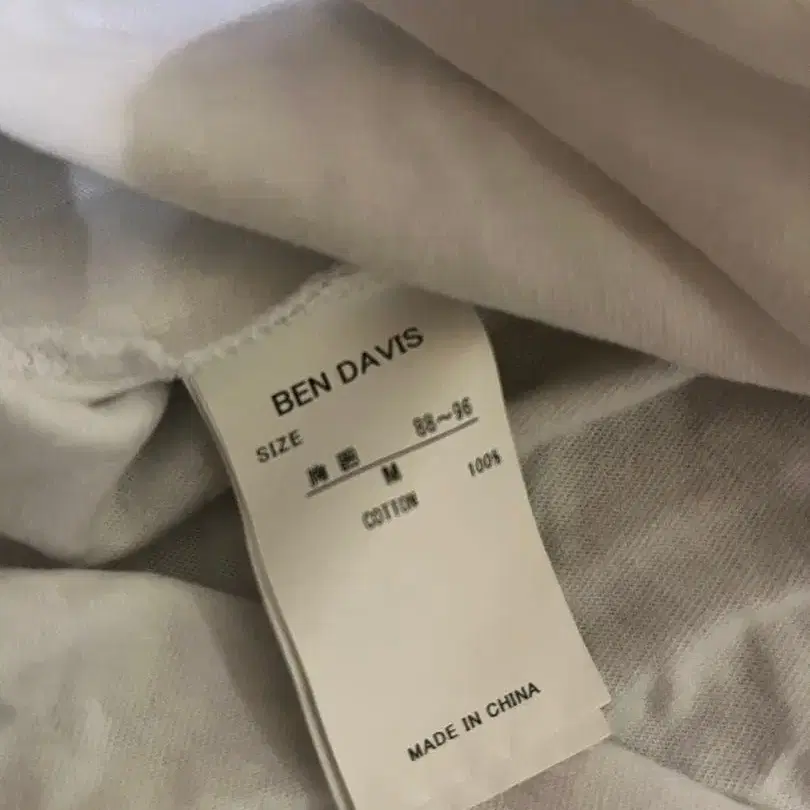 BEN DAVIS
SIZE
胸囲 88～96
M
COTTON 100%
MADE IN CHINA